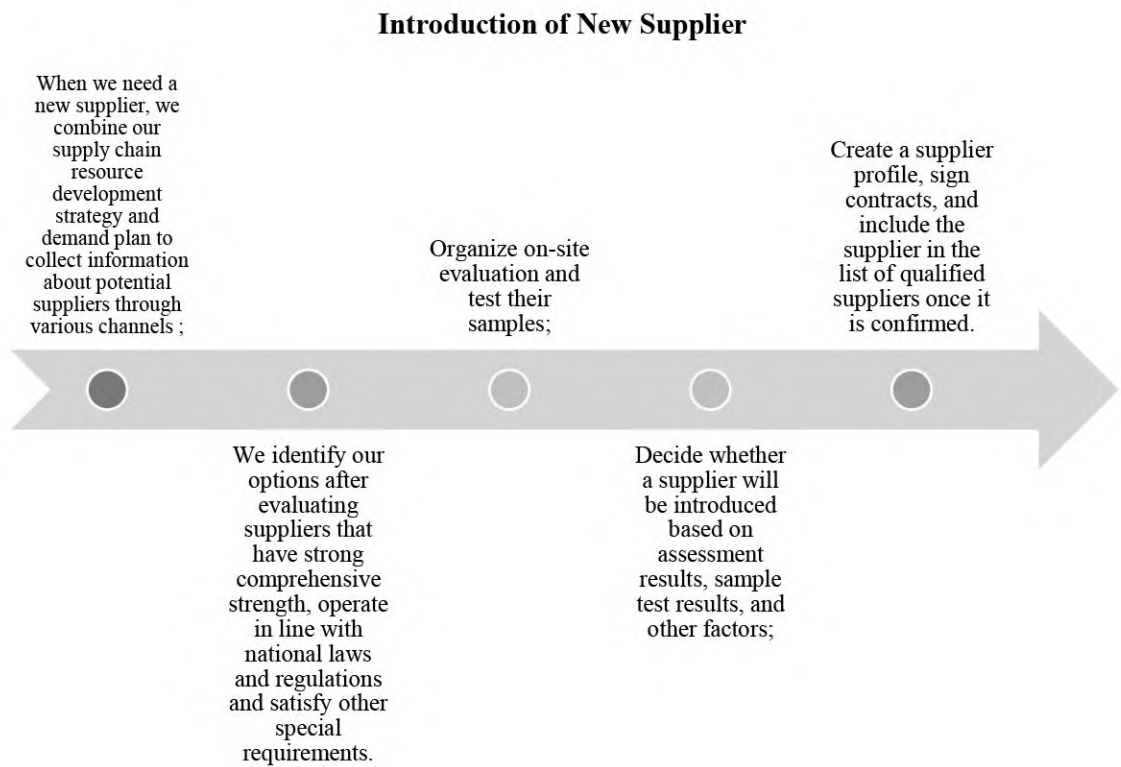 Introduction of New Supplier
When we need a
new supplier, we
combine our
supply chain
resource
development
strategy and
demand plan to
collect information
about potential
suppliers through
various channels ;
We identify our
options after
evaluating
suppliers that
have strong
comprehensive
strength, operate
in line with
national laws
and regulations
and satisfy other
special
requirements.
Organize on-site
evaluation and
test their
samples;
Decide whether
a supplier will
be introduced
based on
assessment
results, sample
test results, and
other factors;
Create a supplier
profile, sign
contracts, and
include the
supplier in the
list of qualified
suppliers once it
is confirmed.